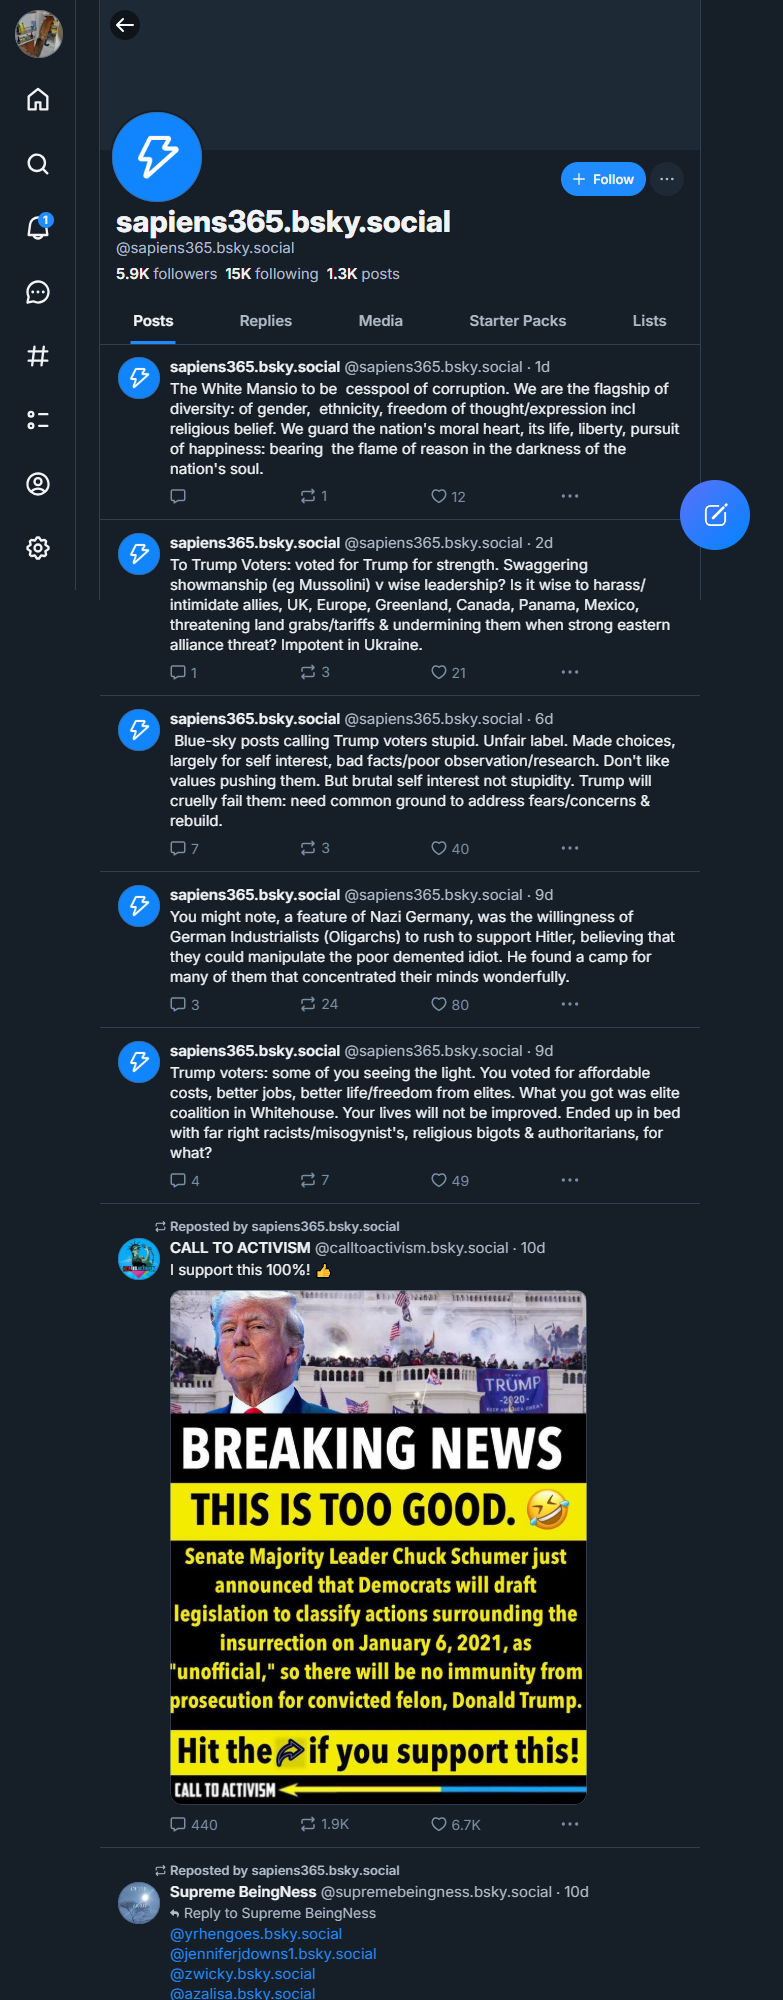 1
Follow
sapiens365.bsky.social
@sapiens365.bsky.social
5.9K followers 15K following 1.3K posts
Posts Replies Media Starter Packs Lists
sapiens365.bsky.social @sapiens365.bsky.social · 1d
The White Mansio to be  cesspool of corruption. We are the flagship of
diversity: of gender,  ethnicity, freedom of thought/expression incl
religious belief. We guard the nation's moral heart, its life, liberty, pursuit
of happiness: bearing  the flame of reason in the darkness of the
nation's soul.
1 12
sapiens365.bsky.social @sapiens365.bsky.social · 2d
To Trump Voters: voted for Trump for strength. Swaggering
showmanship (eg Mussolini) v wise leadership? Is it wise to harass/
intimidate allies, UK, Europe, Greenland, Canada, Panama, Mexico,
threatening land grabs/tariffs & undermining them when strong eastern
alliance threat? Impotent in Ukraine.
1 3 21
sapiens365.bsky.social @sapiens365.bsky.social · 6d
Blue-sky posts calling Trump voters stupid. Unfair label. Made choices,
largely for self interest, bad facts/poor observation/research. Don't like
values pushing them. But brutal self interest not stupidity. Trump will
cruelly fail them: need common ground to address fears/concerns &
rebuild.
7 3 40
sapiens365.bsky.social @sapiens365.bsky.social · 9d
You might note, a feature of Nazi Germany, was the willingness of
German Industrialists (Oligarchs) to rush to support Hitler, believing that
they could manipulate the poor demented idiot. He found a camp for
many of them that concentrated their minds wonderfully.
3 24 80
sapiens365.bsky.social @sapiens365.bsky.social · 9d
Trump voters: some of you seeing the light. You voted for affordable
costs, better jobs, better life/freedom from elites. What you got was elite
coalition in Whitehouse. Your lives will not be improved. Ended up in bed
with far right racists/misogynist's, religious bigots & authoritarians, for
what?
4 7 49
Reposted by sapiens365.bsky.social
CALL TO ACTIVISM @calltoactivism.bsky.social · 10d
I support this 100%! 👍
TRUMP
-2020-
BREAKING NEWS
THIS IS TOO GOOD. 🤣
Senate Majority Leader Chuck Schumer just
announced that Democrats will draft
legislation to classify actions surrounding the
insurrection on January 6, 2021, as
"unofficial," so there will be no immunity from
prosecution for convicted felon, Donald Trump.
Hit the if you support this!
CALL TO ACTIVISM
440 1.9K 6.7K
Reposted by sapiens365.bsky.social
Supreme BeingNess @supremebeingness.bsky.social · 10d
Reply to Supreme BeingNess
@yrhengoes.bsky.social
@jenniferjdowns1.bsky.social
@zwicky.bsky.social
@azalisa.bsky.social